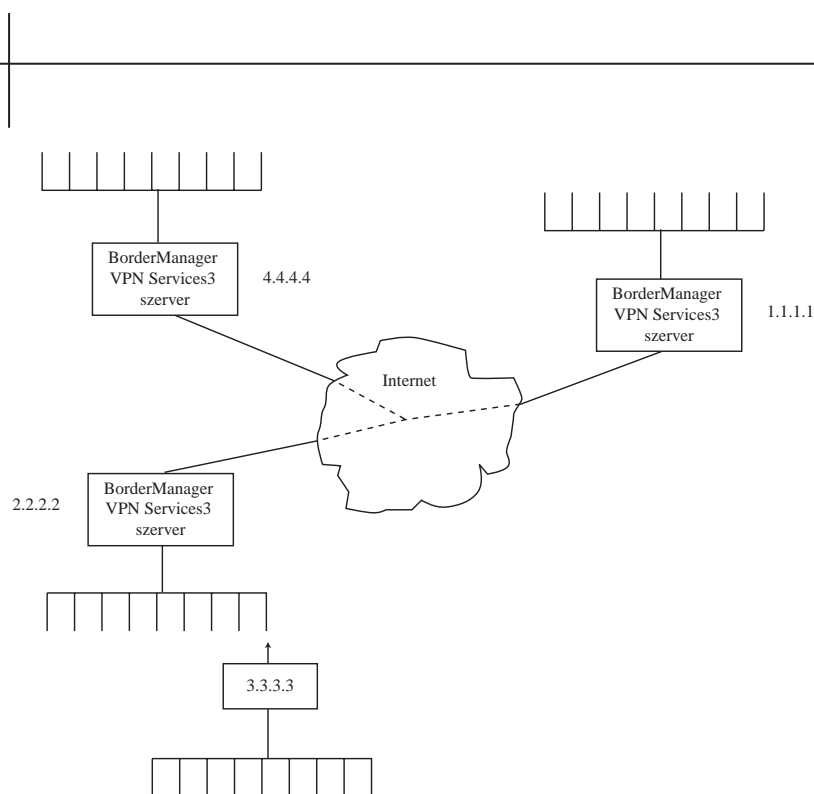 BorderManager
VPN Services3
szerver
4.4.4.4
BorderManager
VPN Services3
szerver
1.1.1.1
Internet
BorderManager
VPN Services3
szerver
2.2.2.2
3.3.3.3